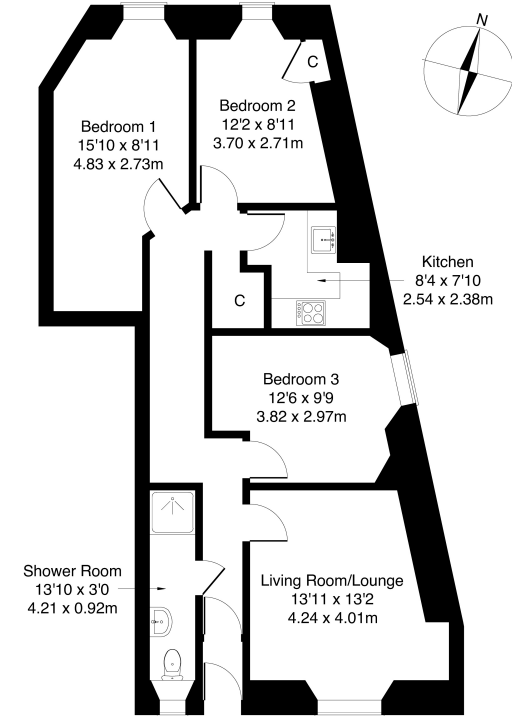 N
C
Bedroom 2
12'2 x 8'11
3.70 x 2.71m
Bedroom 1
15'10 x 8'11
4.83 x 2.73m
Kitchen
8'4 x 7'10
2.54 x 2.38m
C
Bedroom 3
12'6 x 9'9
3.82 x 2.97m
Shower Room
13'10 x 3'0
4.21 x 0.92m
Living Room/Lounge
13'11 x 13'2
4.24 x 4.01m